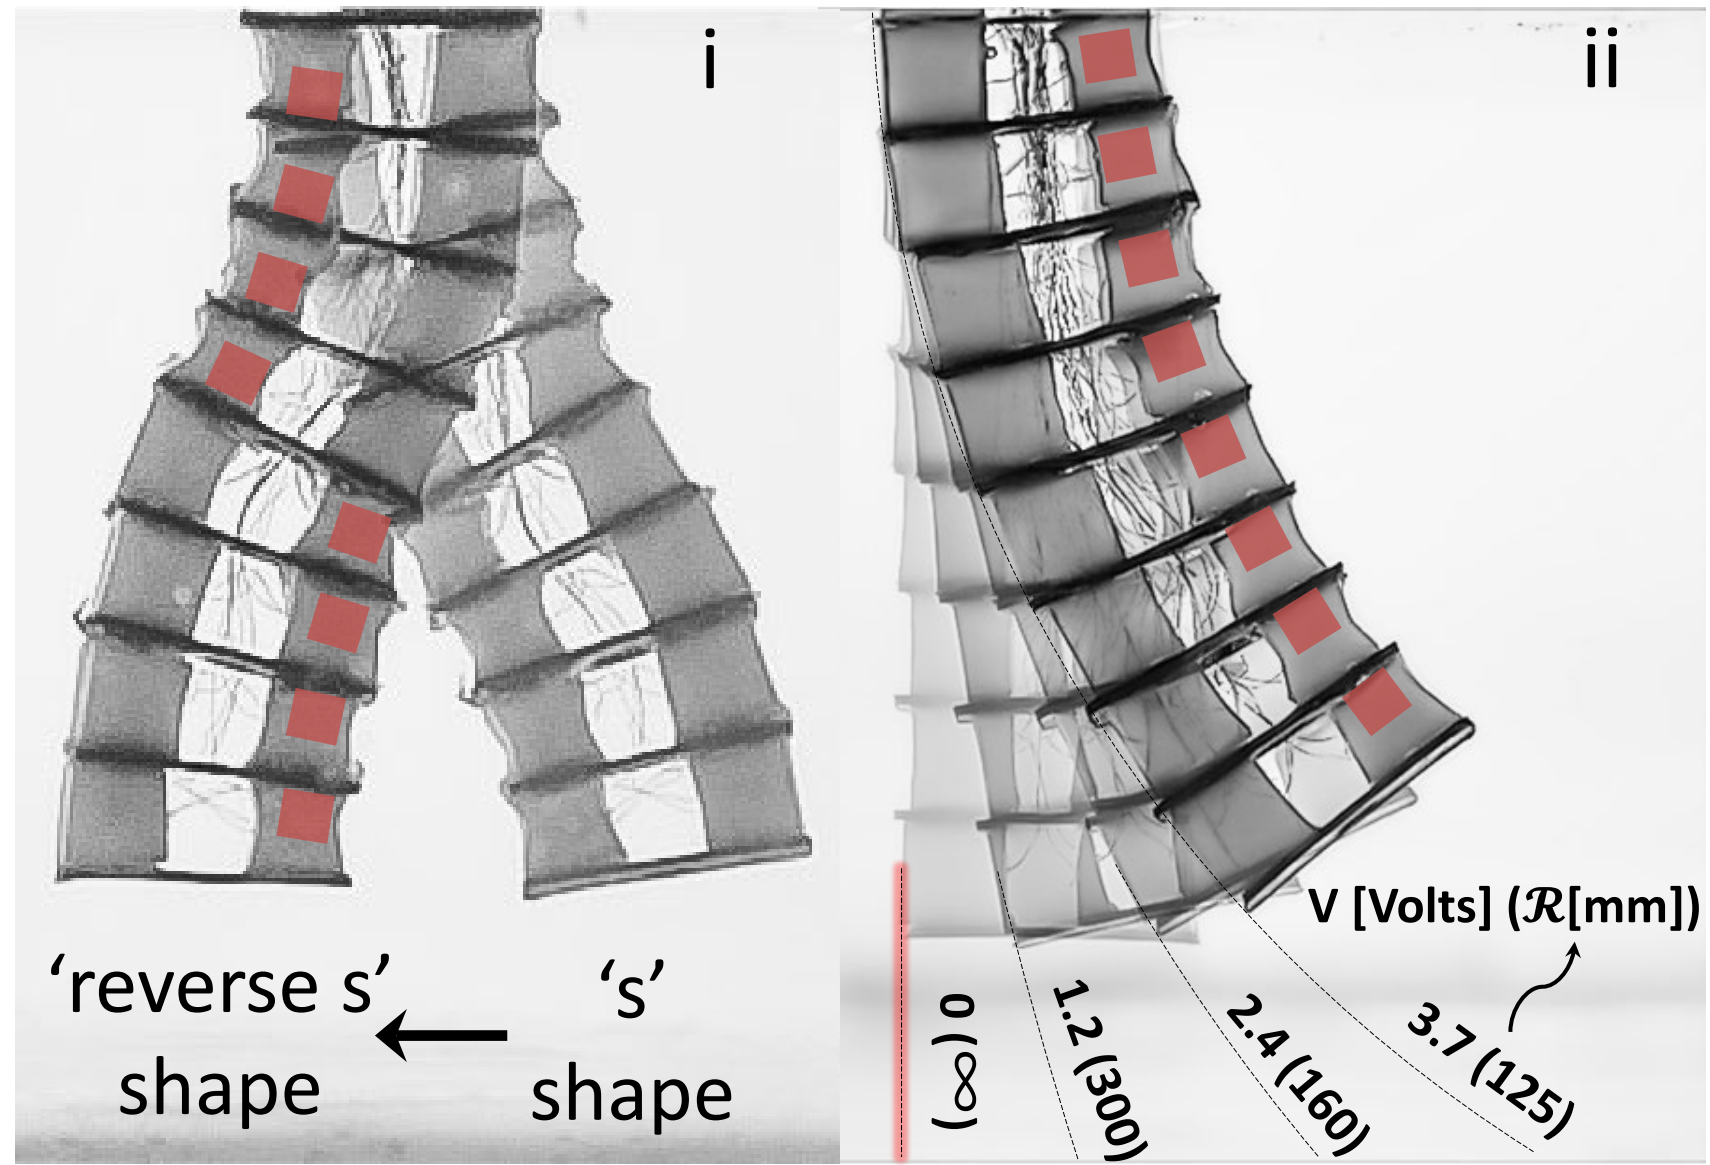 i
ii
‘reverse s’
shape
‘s’
shape
V [Volts] (ℛ[mm])
0 (∞)
1.2 (300)
2.4 (160)
3.7 (125)